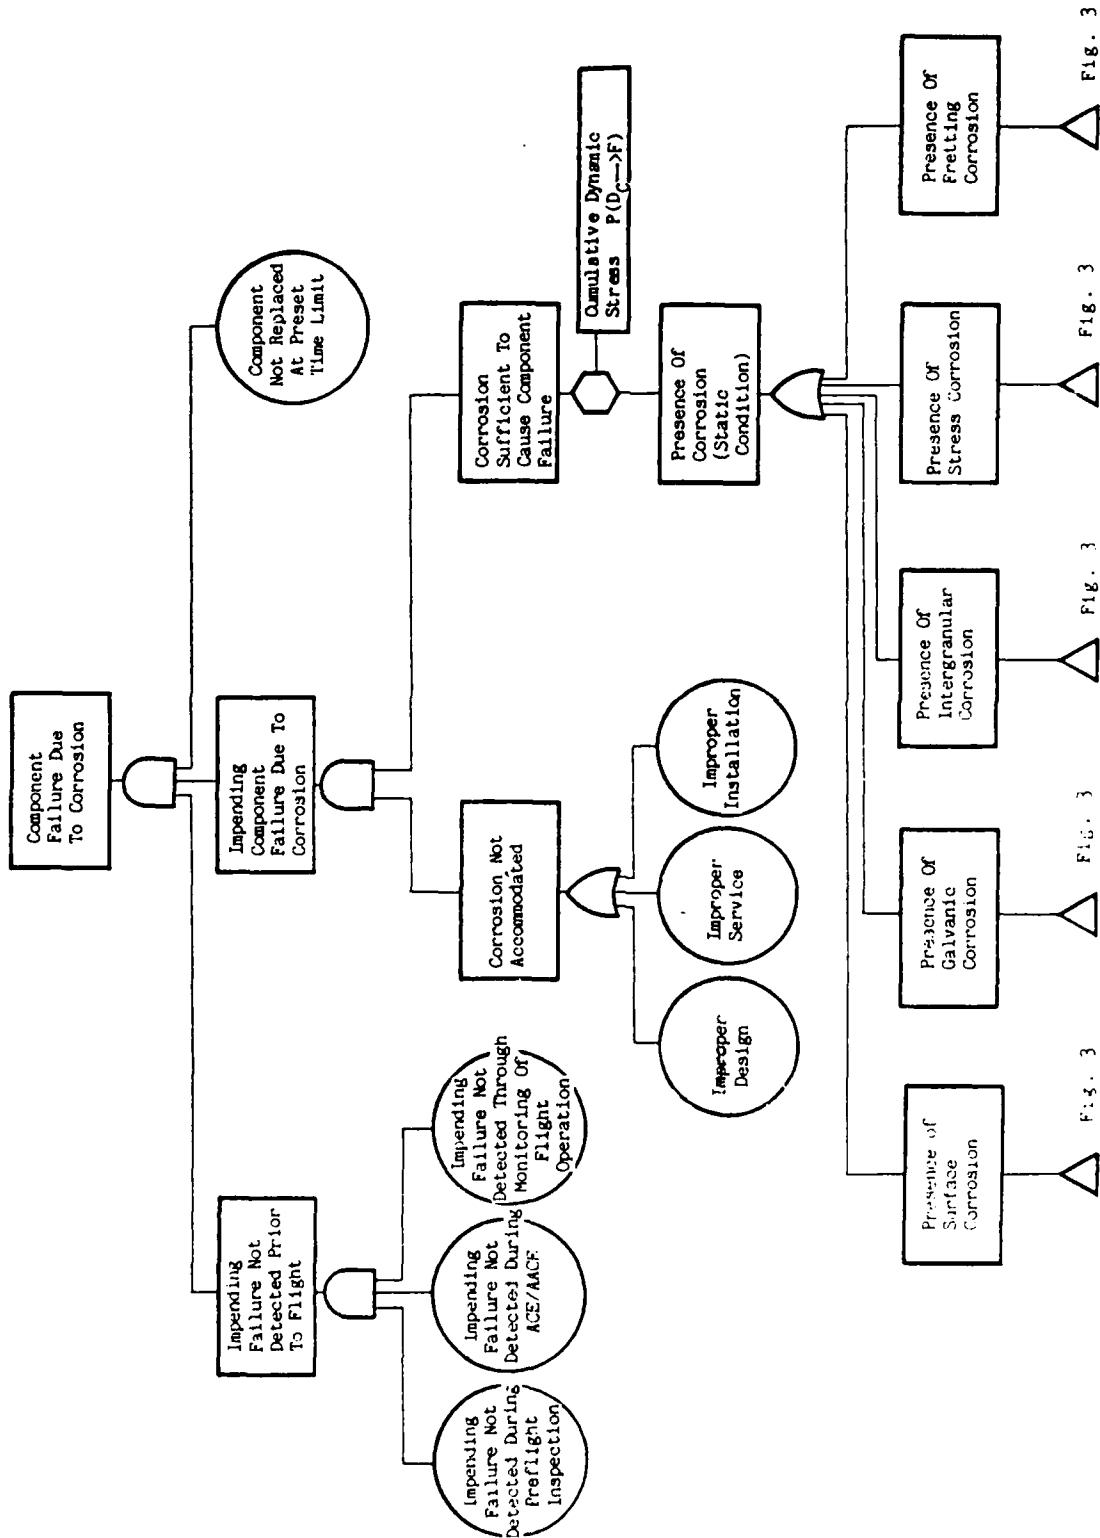 Component
Failure Due
To Corrosion
Impending
Failure Not
Detected Prior
To Flight
Impending
Component
Failure Due To
Corrosion
Component
Not Replaced
At Preset
Time Limit
Impending
Failure Not
Detected During
Preflight
Inspection
Impending
Failure Not
Detected During
ACE/AACE
Impending
Failure Not
Detected Through
Monitoring Of
Flight
Operation
Corrosion Not
Accommodated
Corrosion
Sufficient To
Cause Component
Failure
Cumulative Dynamic
Stress P(D_C—>F)
Improper
Design
Improper
Service
Improper
Installation
Presence Of
Corrosion
(Static
Condition)
Presence of
Surface
Corrosion
Presence Of
Galvanic
Corrosion
Presence Of
Intergranular
Corrosion
Presence Of
Stress Corrosion
Presence Of
Fretting
Corrosion
Fig. 3
Fig. 3
Fig. 3
Fig. 3
Fig. 3